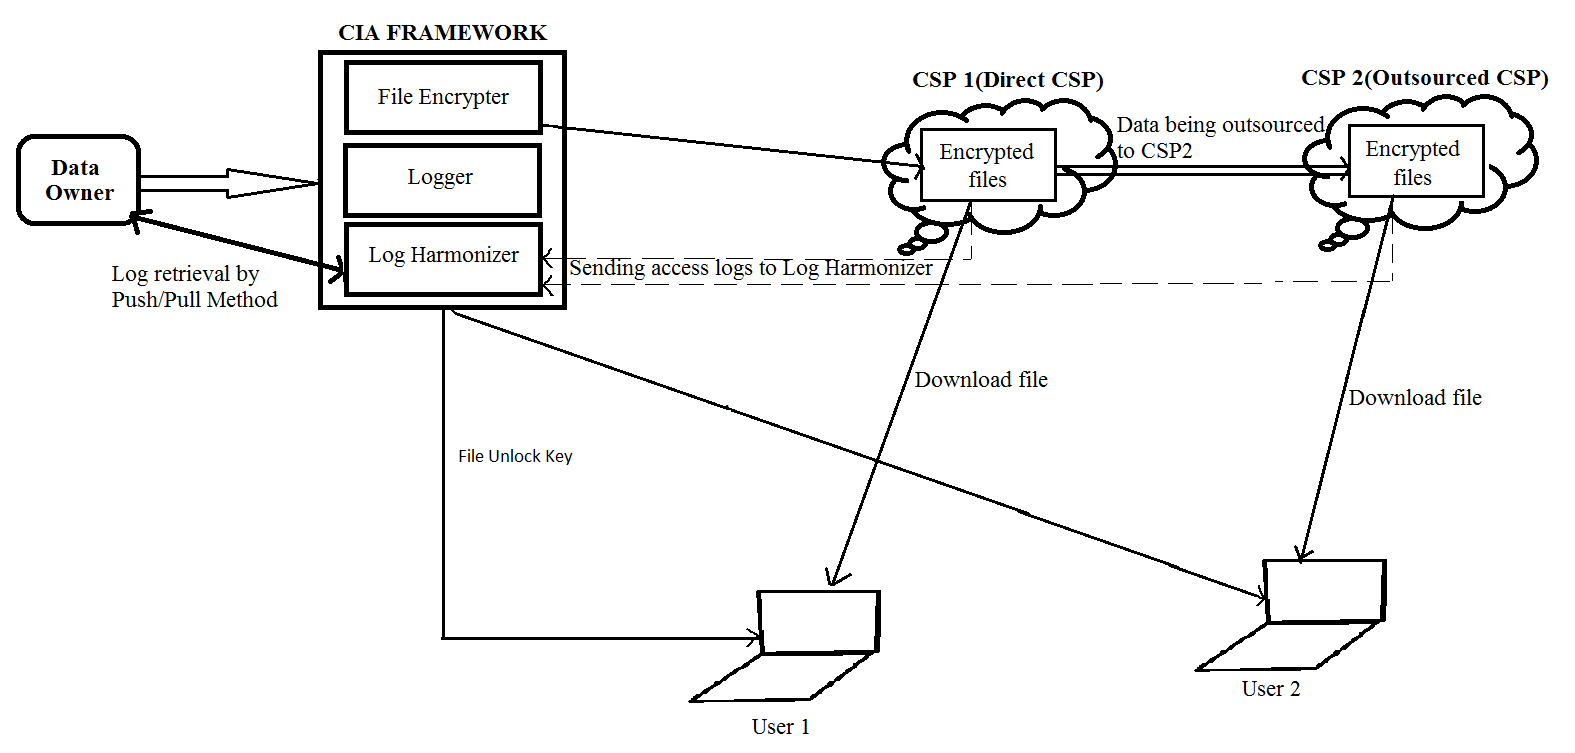 CIA FRAMEWORK
File Encrypter
Logger
Log Harmonizer
Data
Owner
Log retrieval by
Push/Pull Method
CSP 1(Direct CSP)
Encrypted
files
Data being outsourced
to CSP2
CSP 2(Outsourced CSP)
Encrypted
files
Sending access logs to Log Harmonizer
Download file
Download file
File Unlock Key
User 1
User 2